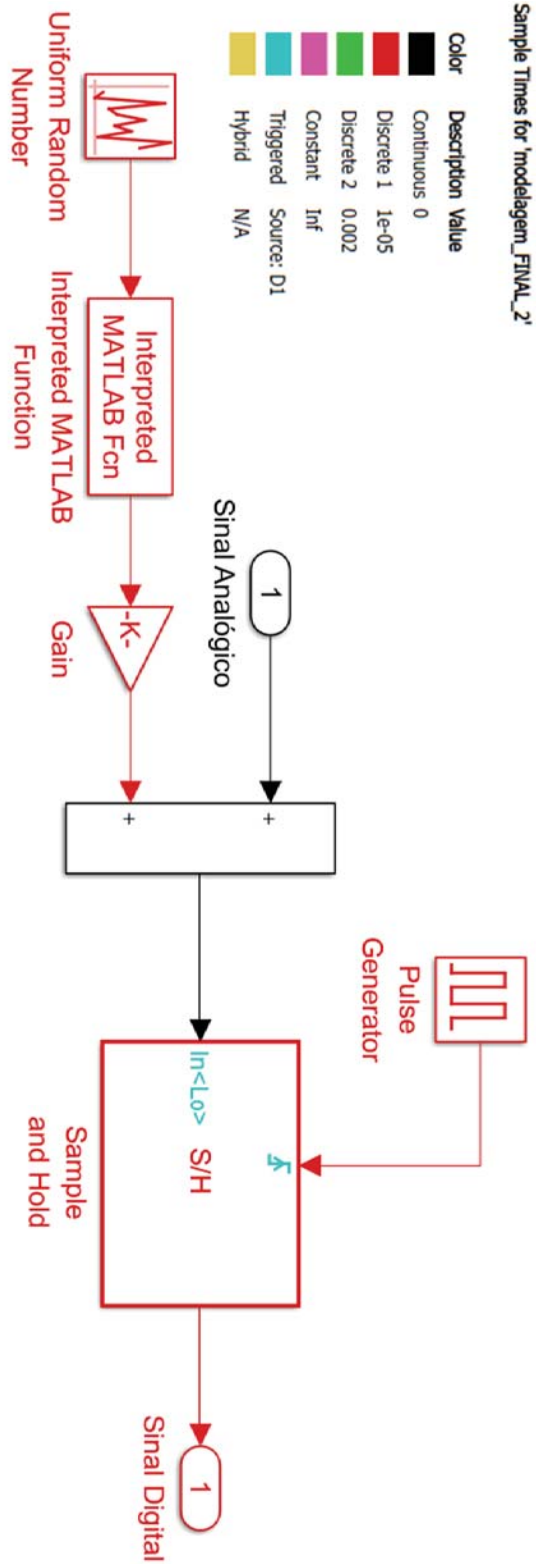 Sample Times for 'modelagem_FINAL_2'
Color Description Value
Continuous 0
Discrete 1 1e-05
Discrete 2 0.002
Constant Inf
Triggered Source: D1
Hybrid N/A
Pulse
Generator
1
Sinal Analógico
+
+
In<Lo>
S/H
Sample
and Hold
1
Sinal Digital
Uniform Random
Number
Interpreted
MATLAB Fcn
Interpreted MATLAB
Function
-K-
Gain